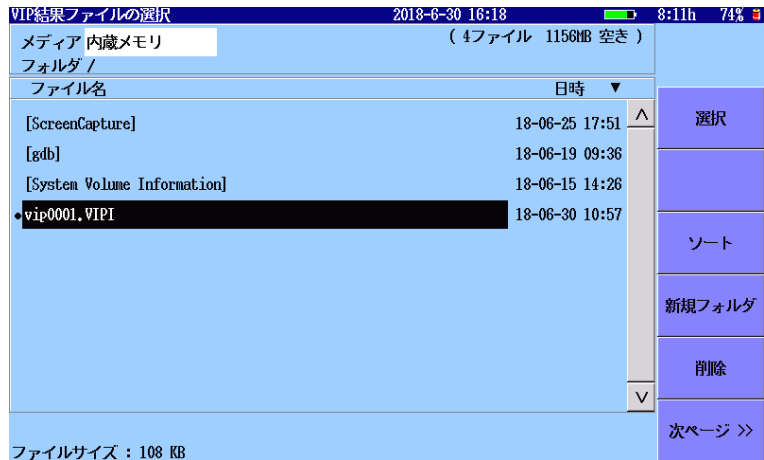 VIP結果ファイルの選択 2018-6-30 16:18 8:11h 74%
メディア 内蔵メモリ ( 4ファイル 1156MB 空き )
フォルダ /
ファイル名 日時 ▼
[ScreenCapture] 18-06-25 17:51
[gdb] 18-06-19 09:36
[System Volume Information] 18-06-15 14:26
•vip0001.VIPI 18-06-30 10:57
ファイルサイズ : 108 KB
選択
ソート
新規フォルダ
削除
次ページ >>